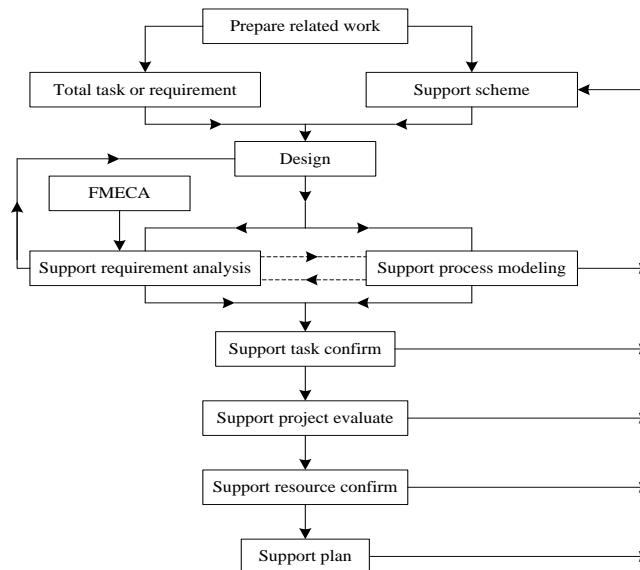 Prepare related work
Total task or requirement
Support scheme
Design
FMECA
Support requirement analysis
Support process modeling
Support task confirm
Support project evaluate
Support resource confirm
Support plan